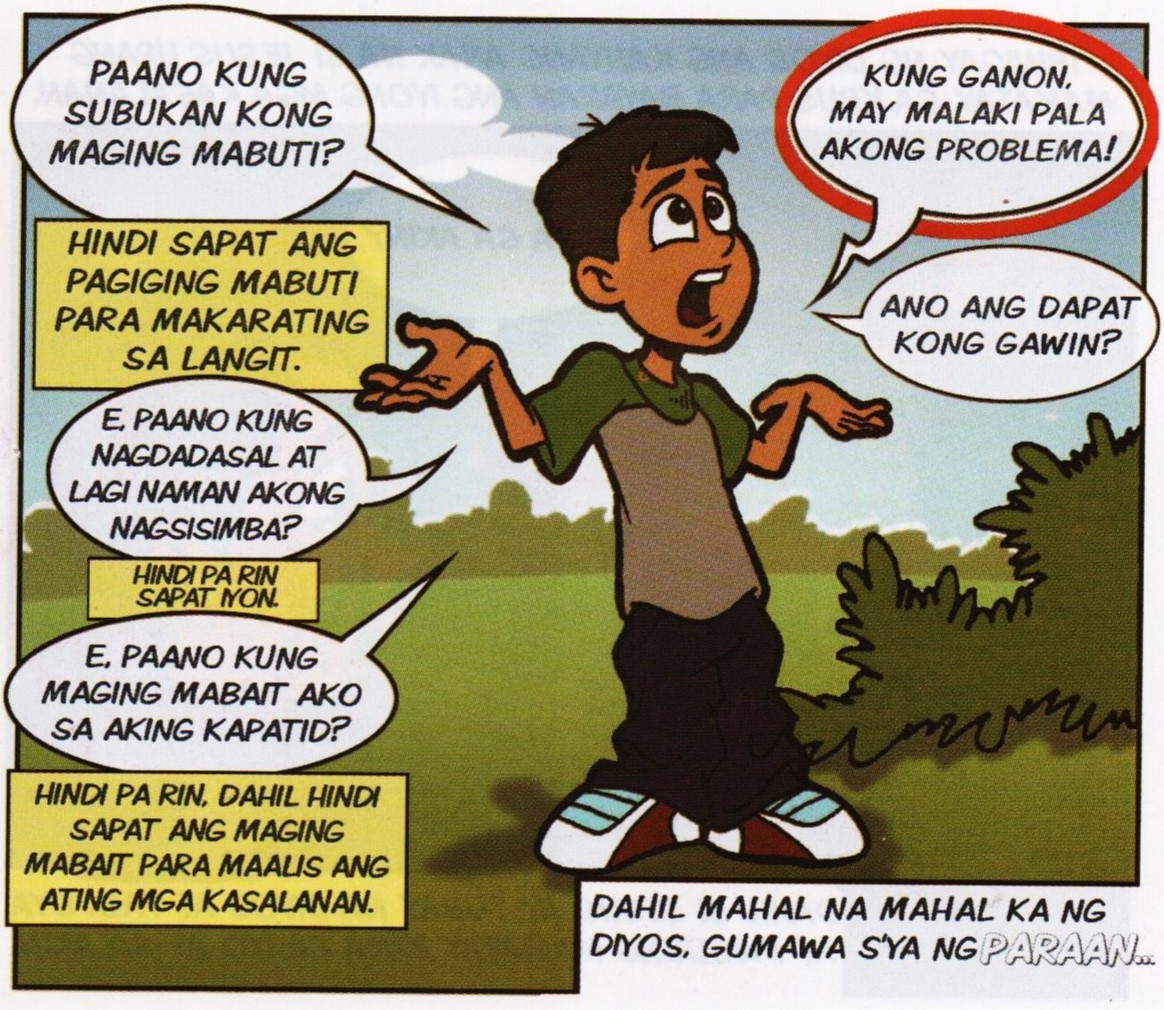 PAANO KUNG
SUBUKAN KONG
MAGING MABUTI?
HINDI SAPAT ANG
PAGIGING MABUTI
PARA MAKARATING
SA LANGIT.
E, PAANO KUNG
NAGDADASAL AT
LAGI NAMAN AKONG
NAGSISIMBA?
HINDI PA RIN
SAPAT IYON.
E, PAANO KUNG
MAGING MABAIT AKO
SA AKING KAPATID?
HINDI PA RIN, DAHIL HINDI
SAPAT ANG MAGING
MABAIT PARA MAALIS ANG
ATING MGA KASALANAN.
KUNG GANON,
MAY MALAKI PALA
AKONG PROBLEMA!
ANO ANG DAPAT
KONG GAWIN?
DAHIL MAHAL NA MAHAL KA NG
DIYOS, GUMAWA S'YA NG PARAAN...